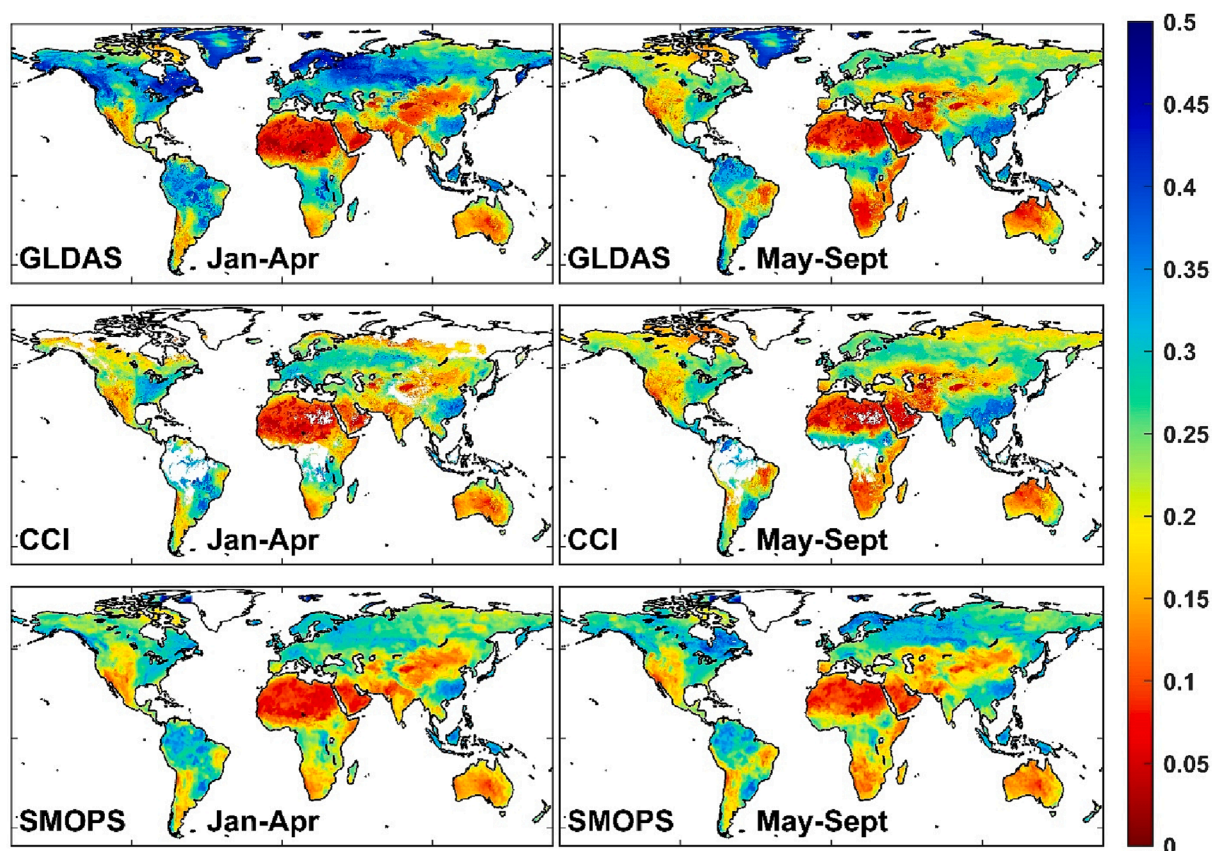 GLDAS Jan-Apr
GLDAS May-Sept
CCI Jan-Apr
CCI May-Sept
SMOPS Jan-Apr
SMOPS May-Sept
0.5
0.45
0.4
0.35
0.3
0.25
0.2
0.15
0.1
0.05
0